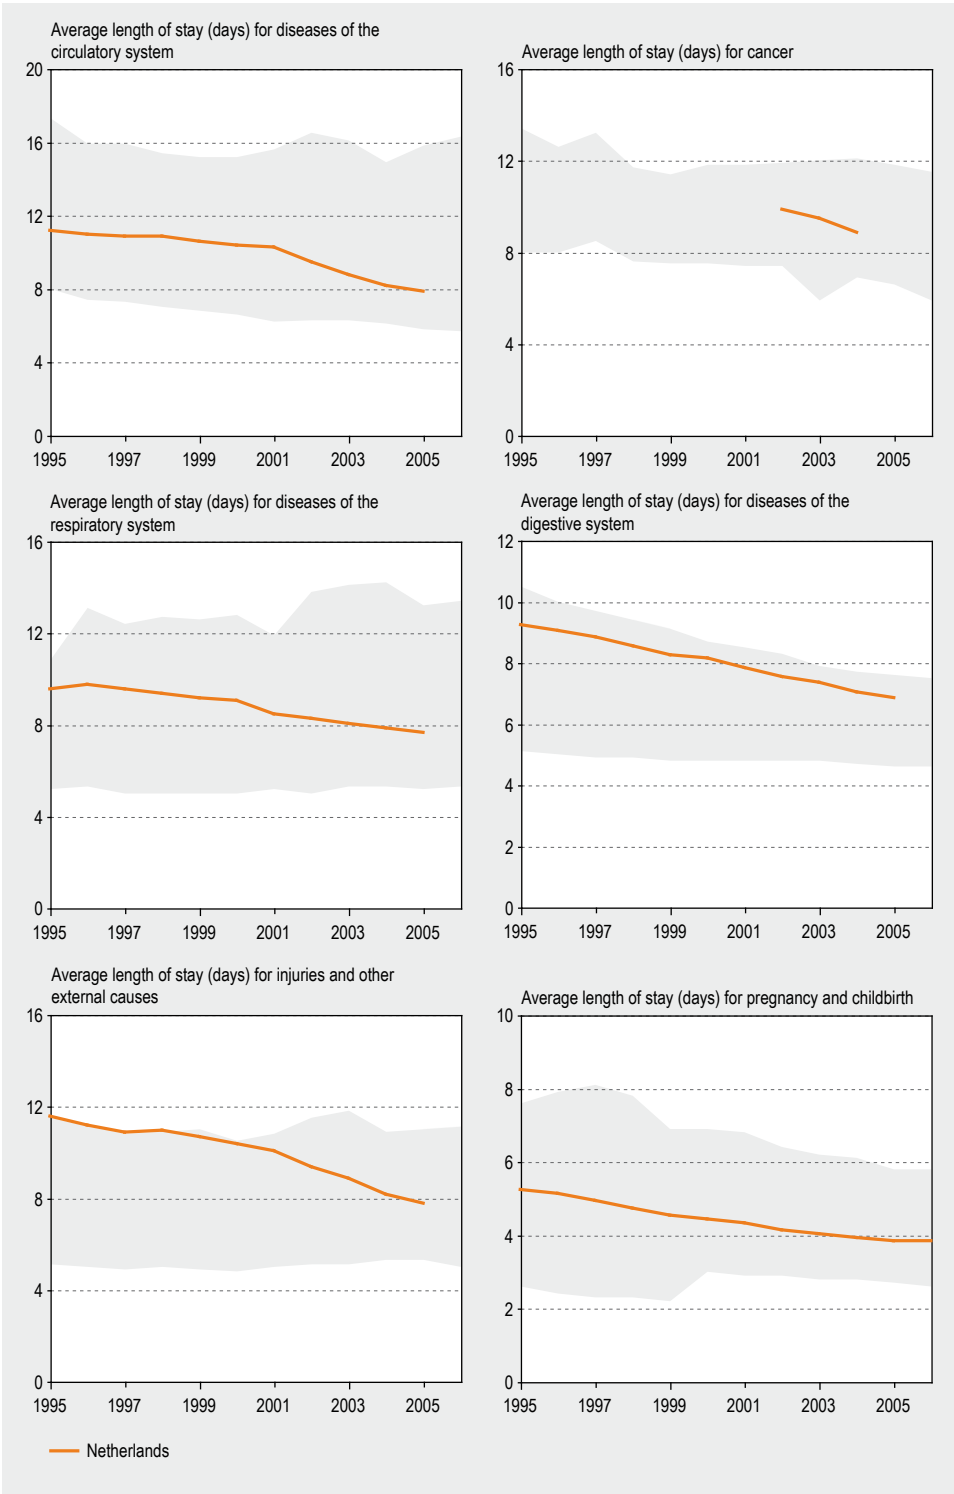 Average length of stay (days) for diseases of the
circulatory system
20
16
12
8
4
0
1995 1997 1999 2001 2003 2005
Average length of stay (days) for cancer
16
12
8
4
0
1995 1997 1999 2001 2003 2005
Average length of stay (days) for diseases of the
respiratory system
16
12
8
4
0
1995 1997 1999 2001 2003 2005
Average length of stay (days) for diseases of the
digestive system
12
10
8
6
4
2
0
1995 1997 1999 2001 2003 2005
Average length of stay (days) for injuries and other
external causes
16
12
8
4
0
1995 1997 1999 2001 2003 2005
Average length of stay (days) for pregnancy and childbirth
10
8
6
4
2
0
1995 1997 1999 2001 2003 2005
Netherlands